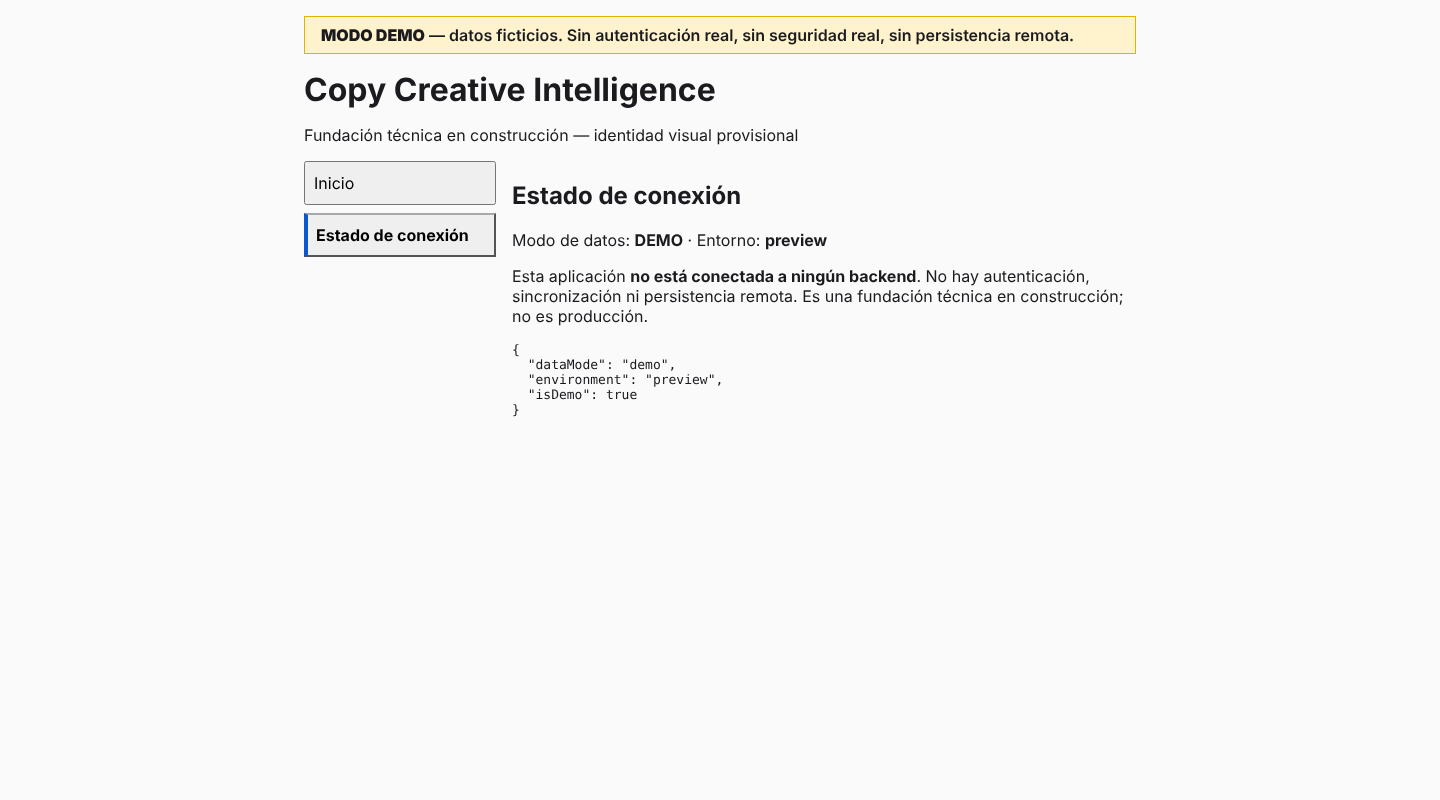 MODO DEMO — datos ficticios. Sin autenticación real, sin seguridad real, sin persistencia remota.
Copy Creative Intelligence
Fundación técnica en construcción — identidad visual provisional
Inicio
Estado de conexión
Estado de conexión
Modo de datos: DEMO · Entorno: preview
Esta aplicación no está conectada a ningún backend. No hay autenticación,
sincronización ni persistencia remota. Es una fundación técnica en construcción;
no es producción.
{
  "dataMode": "demo",
  "environment": "preview",
  "isDemo": true
}